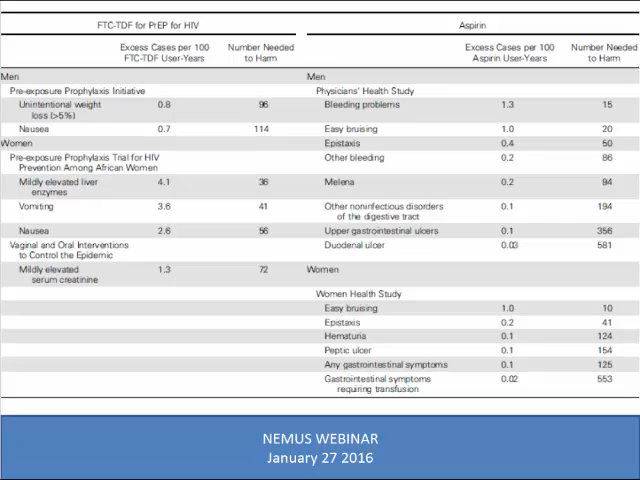 FTC-TDF for PrEP for HIV Aspirin
Excess Cases per 100 Number Needed Excess Cases per 100 Number Needed
FTC-TDF User-Years to Harm Aspirin User-Years to Harm
Men Men
Pre-exposure Prophylaxis Initiative Physicians' Health Study
Unintentional weight 0.8 96 Bleeding problems 1.3 15
loss (>5%)
Nausea 0.7 114 Easy bruising 1.0 20
Women Epistaxis 0.4 50
Pre-exposure Prophylaxis Trial for HIV Other bleeding 0.2 86
Prevention Among African Women
Mildly elevated liver 4.1 36 Melena 0.2 94
enzymes
Vomiting 3.6 41 Other noninfectious disorders 0.1 194
of the digestive tract
Nausea 2.6 56 Upper gastrointestinal ulcers 0.1 356
Vaginal and Oral Interventions Duodenal ulcer 0.03 581
to Control the Epidemic
Mildly elevated 1.3 72 Women
serum creatinine
Women Health Study
Easy bruising 1.0 10
Epistaxis 0.2 41
Hematuria 0.1 124
Peptic ulcer 0.1 154
Any gastrointestinal symptoms 0.1 125
Gastrointestinal symptoms 0.02 553
requiring transfusion
NEMUS WEBINAR
January 27 2016